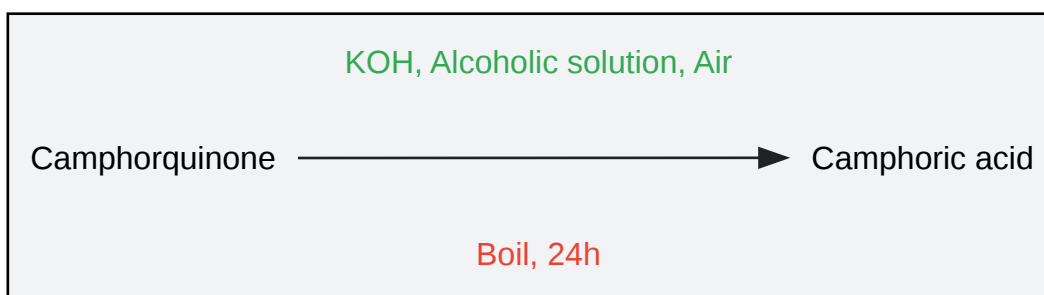 KOH, Alcoholic solution, Air
Camphorquinone
Camphoric acid
Boil, 24h